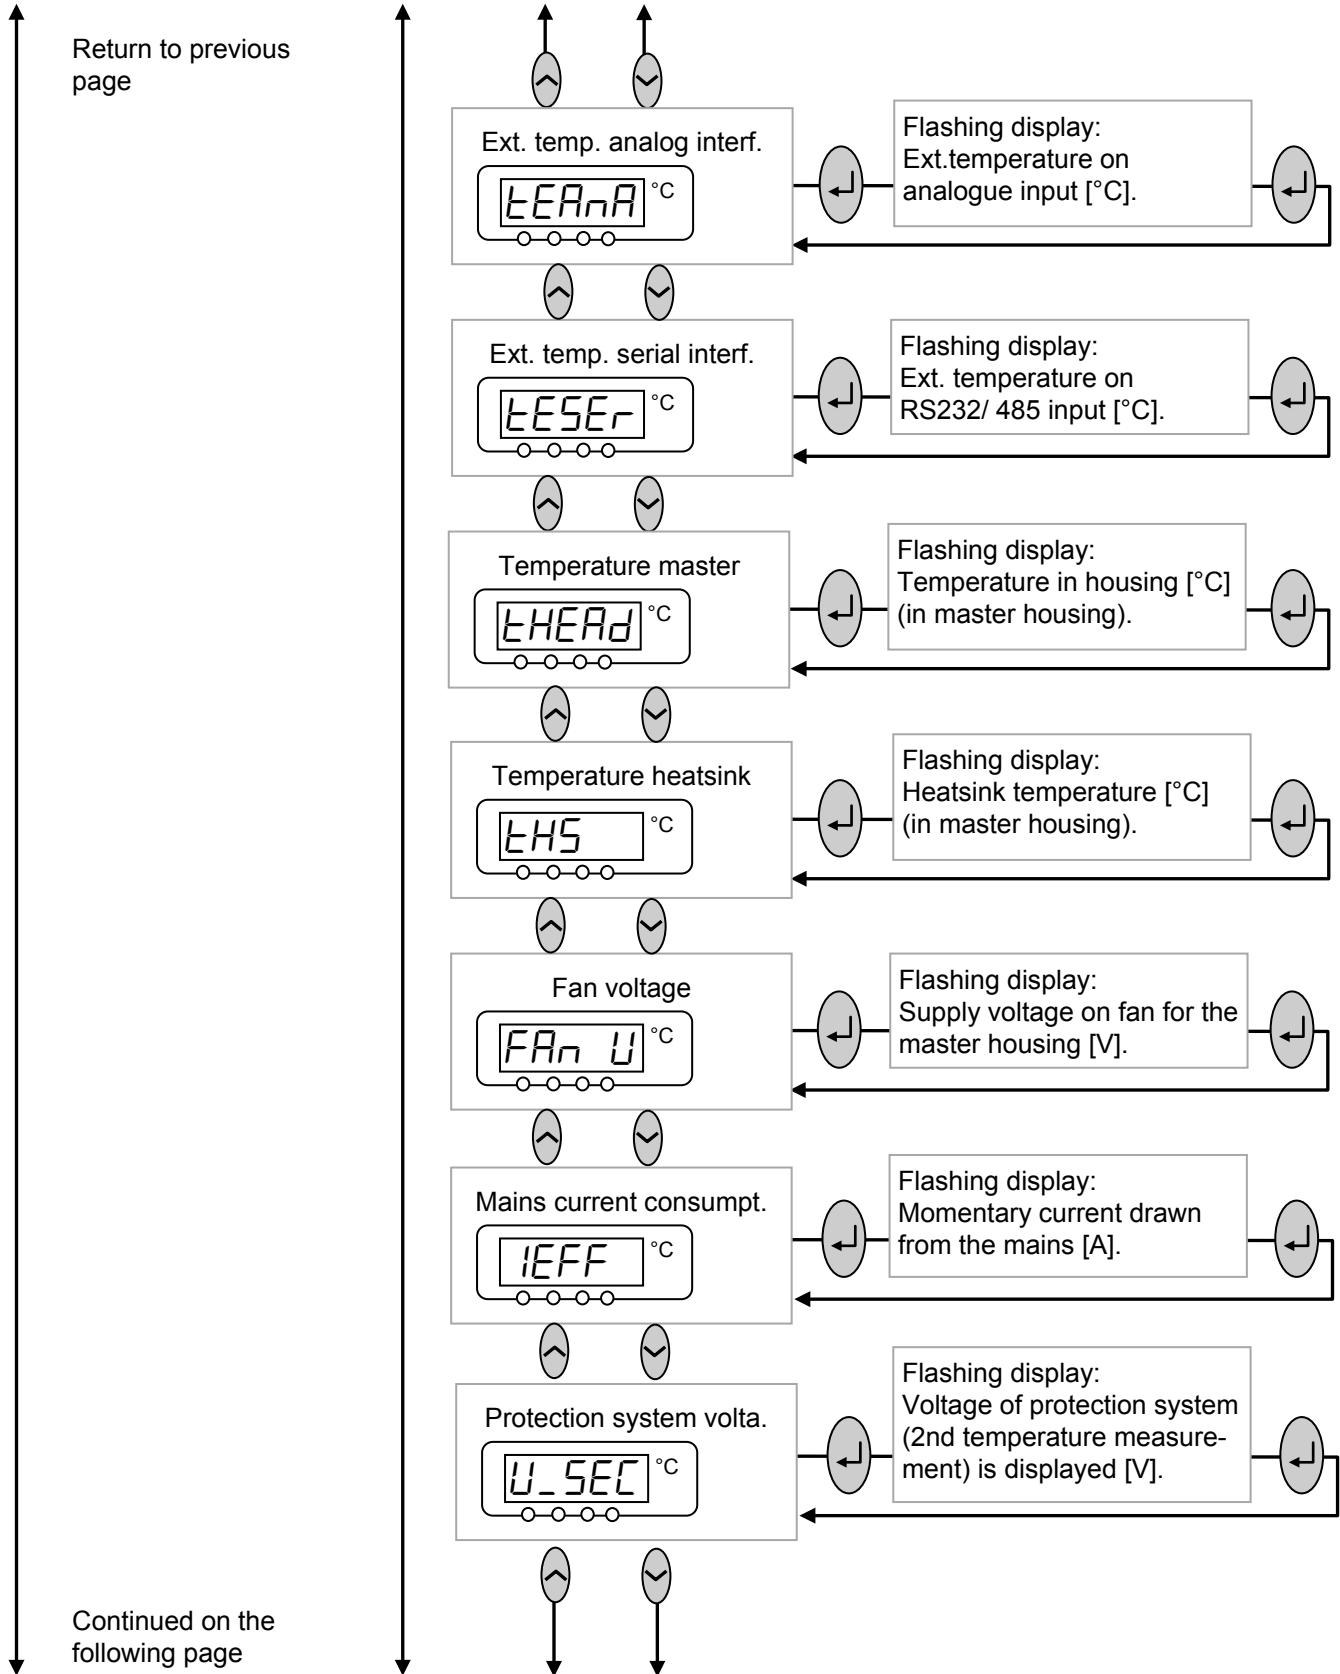 Return to previous
page
Ext. temp. analog interf.
tEAnA °C
Flashing display:
Ext.temperature on
analogue input [°C].
Ext. temp. serial interf.
tESEr °C
Flashing display:
Ext. temperature on
RS232/ 485 input [°C].
Temperature master
tHEAd °C
Flashing display:
Temperature in housing [°C]
(in master housing).
Temperature heatsink
tHS °C
Flashing display:
Heatsink temperature [°C]
(in master housing).
Fan voltage
FAn U °C
Flashing display:
Supply voltage on fan for the
master housing [V].
Mains current consumpt.
IEFF °C
Flashing display:
Momentary current drawn
from the mains [A].
Protection system volta.
U_SEC °C
Flashing display:
Voltage of protection system
(2nd temperature measure-
ment) is displayed [V].
Continued on the
following page